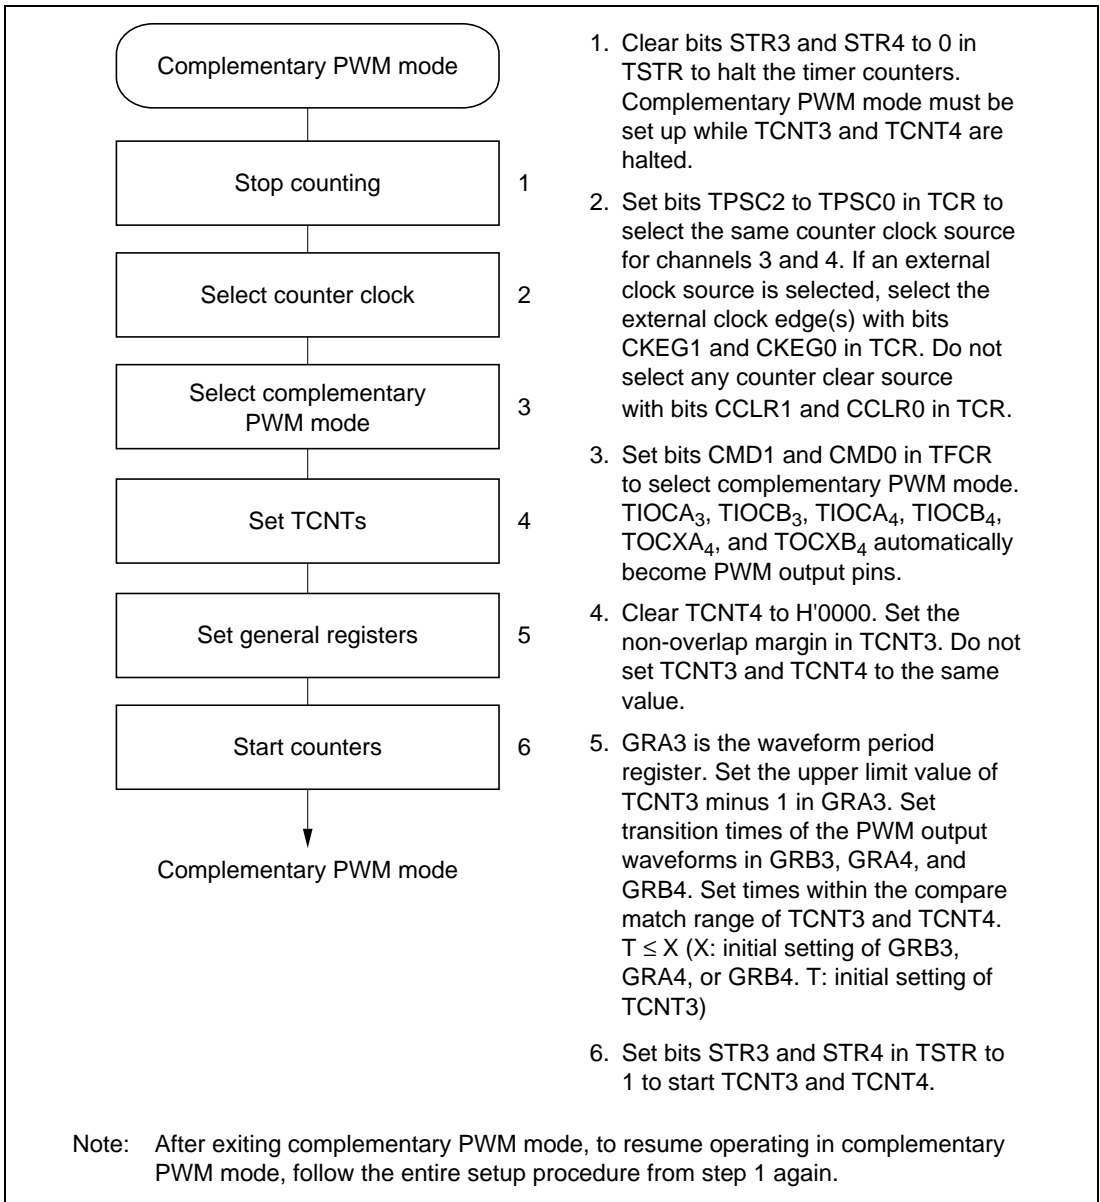 Complementary PWM mode
Stop counting
1
Select counter clock
2
Select complementary
PWM mode
3
Set TCNTs
4
Set general registers
5
Start counters
6
Complementary PWM mode
1. Clear bits STR3 and STR4 to 0 in
TSTR to halt the timer counters.
Complementary PWM mode must be
set up while TCNT3 and TCNT4 are
halted.
2. Set bits TPSC2 to TPSC0 in TCR to
select the same counter clock source
for channels 3 and 4. If an external
clock source is selected, select the
external clock edge(s) with bits
CKEG1 and CKEG0 in TCR. Do not
select any counter clear source
with bits CCLR1 and CCLR0 in TCR.
3. Set bits CMD1 and CMD0 in TFCR
to select complementary PWM mode.
TIOCA₃, TIOCB₃, TIOCA₄, TIOCB₄,
TOCXA₄, and TOCXB₄ automatically
become PWM output pins.
4. Clear TCNT4 to H'0000. Set the
non-overlap margin in TCNT3. Do not
set TCNT3 and TCNT4 to the same
value.
5. GRA3 is the waveform period
register. Set the upper limit value of
TCNT3 minus 1 in GRA3. Set
transition times of the PWM output
waveforms in GRB3, GRA4, and
GRB4. Set times within the compare
match range of TCNT3 and TCNT4.
T ≤ X (X: initial setting of GRB3,
GRA4, or GRB4. T: initial setting of
TCNT3)
6. Set bits STR3 and STR4 in TSTR to
1 to start TCNT3 and TCNT4.
Note: After exiting complementary PWM mode, to resume operating in complementary
PWM mode, follow the entire setup procedure from step 1 again.